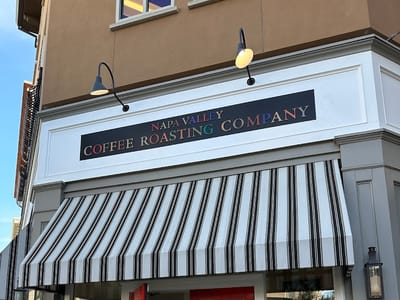 NAPA VALLEY
COFFEE ROASTING COMPANY